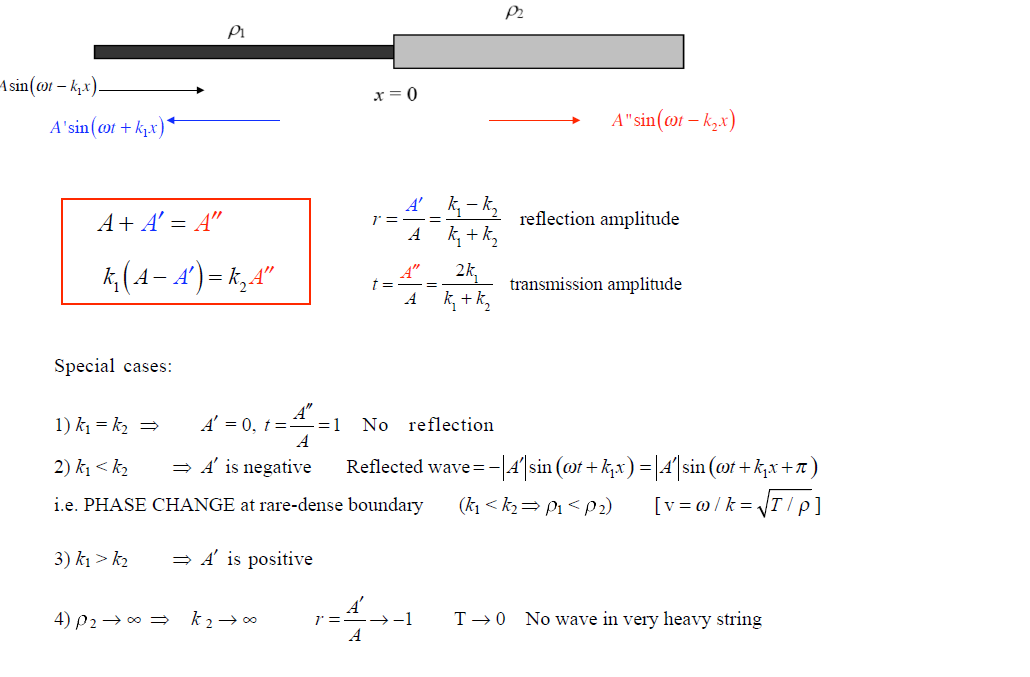 ρ₂
ρ₁
A sin(ωt − k₁x)
x = 0
A' sin(ωt + k₁x)
A" sin(ωt − k₂x)
A + A′ = A″
r = A′/A = (k₁ − k₂)/(k₁ + k₂) reflection amplitude
k₁(A − A′) = k₂A″
t = A″/A = 2k₁/(k₁ + k₂) transmission amplitude
Special cases:
1) k₁ = k₂ ⇒ A′ = 0, t = A″/A = 1 No reflection
2) k₁ < k₂ ⇒ A′ is negative Reflected wave = −|A′| sin(ωt + k₁x) = |A′| sin(ωt + k₁x + π)
i.e. PHASE CHANGE at rare-dense boundary (k₁ < k₂ ⇒ ρ₁ < ρ₂) [v = ω / k = √(T / ρ)]
3) k₁ > k₂ ⇒ A′ is positive
4) ρ₂ → ∞ ⇒ k₂ → ∞ r = A′/A → −1 T → 0 No wave in very heavy string